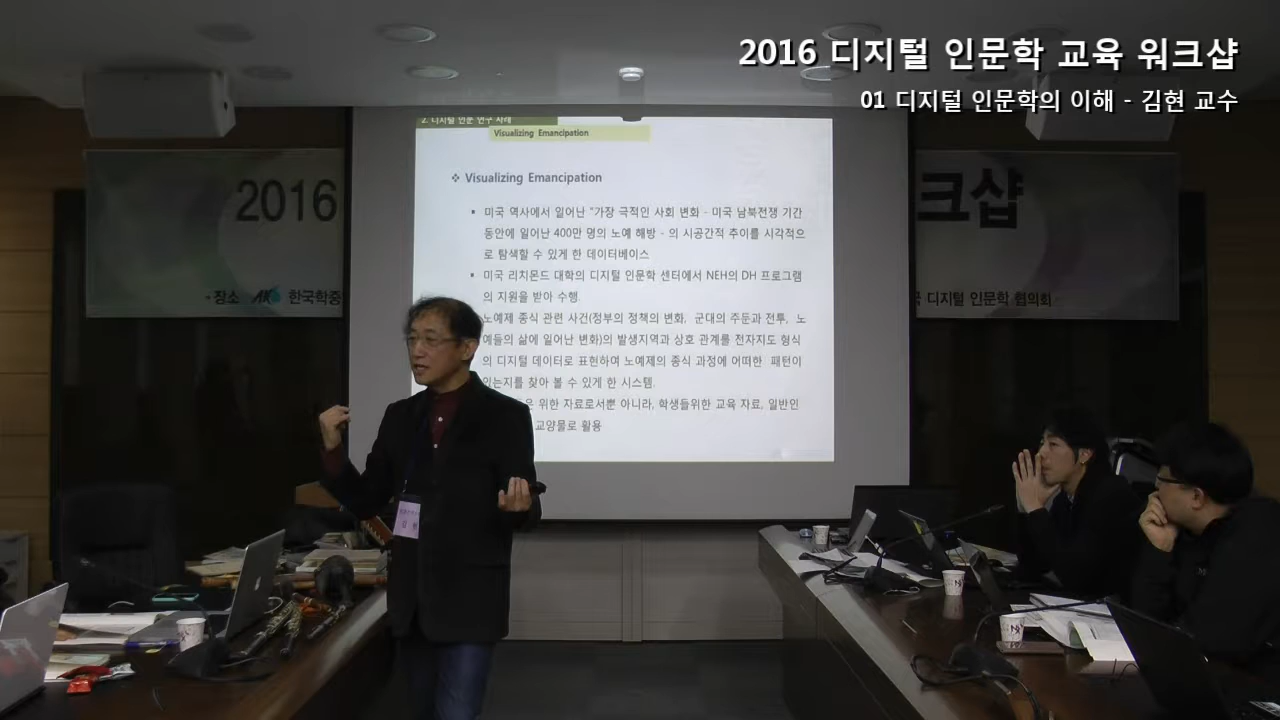 2016 디지털 인문학 교육 워크샵
01 디지털 인문학의 이해 - 김현 교수
2. 디지털 인문 연구 사례
Visualizing Emancipation
❖ Visualizing Emancipation
▪ 미국 역사에서 일어난 "가장 극적인 사회 변화 - 미국 남북전쟁 기간
동안에 일어난 400만 명의 노예 해방 - 의 시공간적 추이를 시각적으
로 탐색할 수 있게 한 데이터베이스
▪ 미국 리치몬드 대학의 디지털 인문학 센터에서 NEH의 DH 프로그램
의 지원을 받아 수행.
노예제 종식 관련 사건(정부의 정책의 변화, 군대의 주둔과 전투, 노
예들의 삶에 일어난 변화)의 발생지역과 상호 관계를 전자지도 형식
의 디지털 데이터로 표현하여 노예제의 종식 과정에 어떠한 패턴이
있는지를 찾아 볼 수 있게 한 시스템.
위한 자료로서뿐 아니라, 학생들위한 교육 자료, 일반인
교양물로 활용
2016
크샵
· 장소 AKS 한국학중
디지털 인문학 협의회